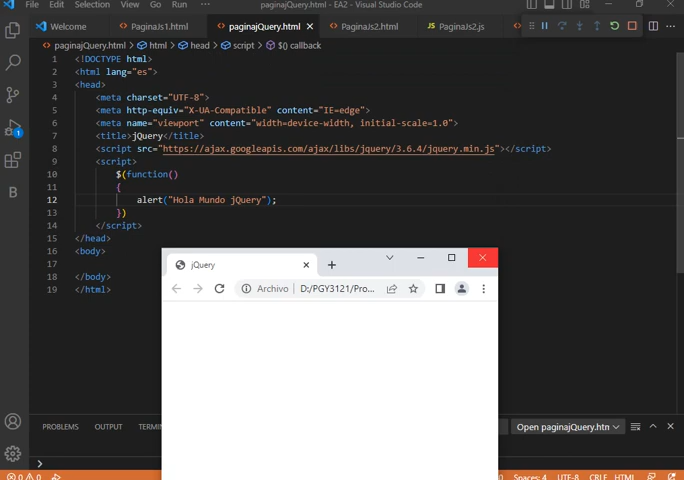 File Edit Selection View Go Run ··· paginajQuery.html - EA2 - Visual Studio Code
Welcome PaginaJs1.html paginajQuery.html PaginaJs2.html PaginaJs2.js
paginajQuery.html > html > head > script > $() callback
1 <!DOCTYPE html>
2 <html lang="es">
3 <head>
4 <meta charset="UTF-8">
5 <meta http-equiv="X-UA-Compatible" content="IE=edge">
6 <meta name="viewport" content="width=device-width, initial-scale=1.0">
7 <title>jQuery</title>
8 <script src="https://ajax.googleapis.com/ajax/libs/jquery/3.6.4/jquery.min.js"></script>
9 <script>
10 $(function()
11 {
12 alert("Hola Mundo jQuery");
13 })
14 </script>
15 </head>
16 <body>
17
18 </body>
19 </html>
jQuery
Archivo D:/PGY3121/Pro...
PROBLEMS OUTPUT TERMIN Open paginajQuery.htn
0 0 Spaces: 4 UTF-8 CRLF HTML
1
B